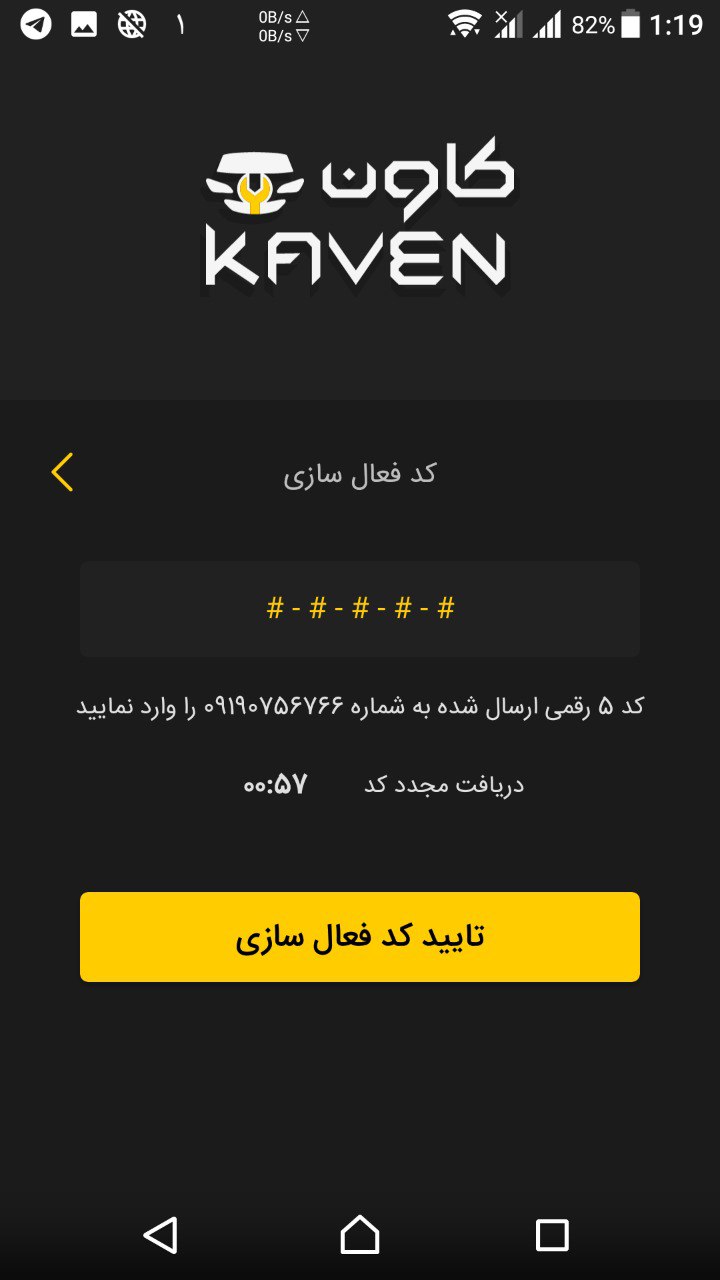 ۱
0B/s △
0B/s ▽
82%
1:19
کاون
KAVEN
کد فعال سازی
# - # - # - # - #
کد ۵ رقمی ارسال شده به شماره ۰۹۱۹۰۷۵۶۷۶۶ را وارد نمایید
دریافت مجدد کد ۰۰:۵۷
تایید کد فعال سازی